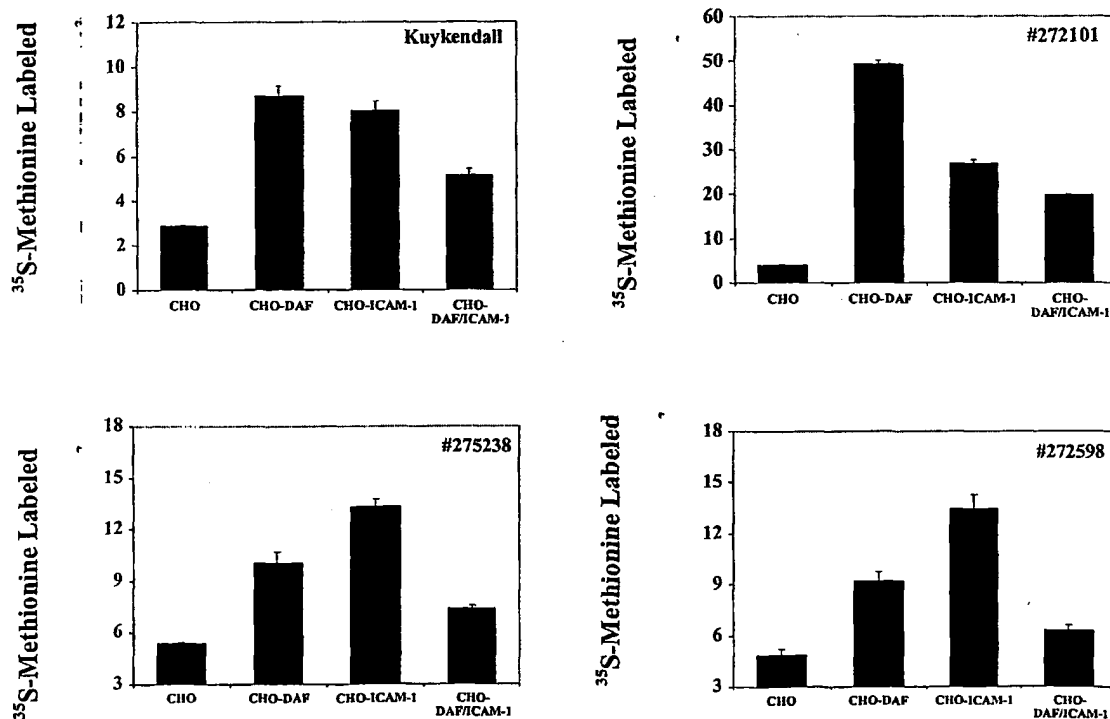 35S-Methionine Labeled
Kuykendall
12
10
8
6
4
2
0
CHO
CHO-DAF
CHO-ICAM-1
CHO-
DAF/ICAM-1
35S-Methionine Labeled
#272101
60
50
40
30
20
10
0
CHO
CHO-DAF
CHO-ICAM-1
CHO-
DAF/ICAM-1
35S-Methionine Labeled
#275238
18
15
12
9
6
3
CHO
CHO-DAF
CHO-ICAM-1
CHO-
DAF/ICAM-1
35S-Methionine Labeled
#272598
18
15
12
9
6
3
CHO
CHO-DAF
CHO-ICAM-1
CHO-
DAF/ICAM-1